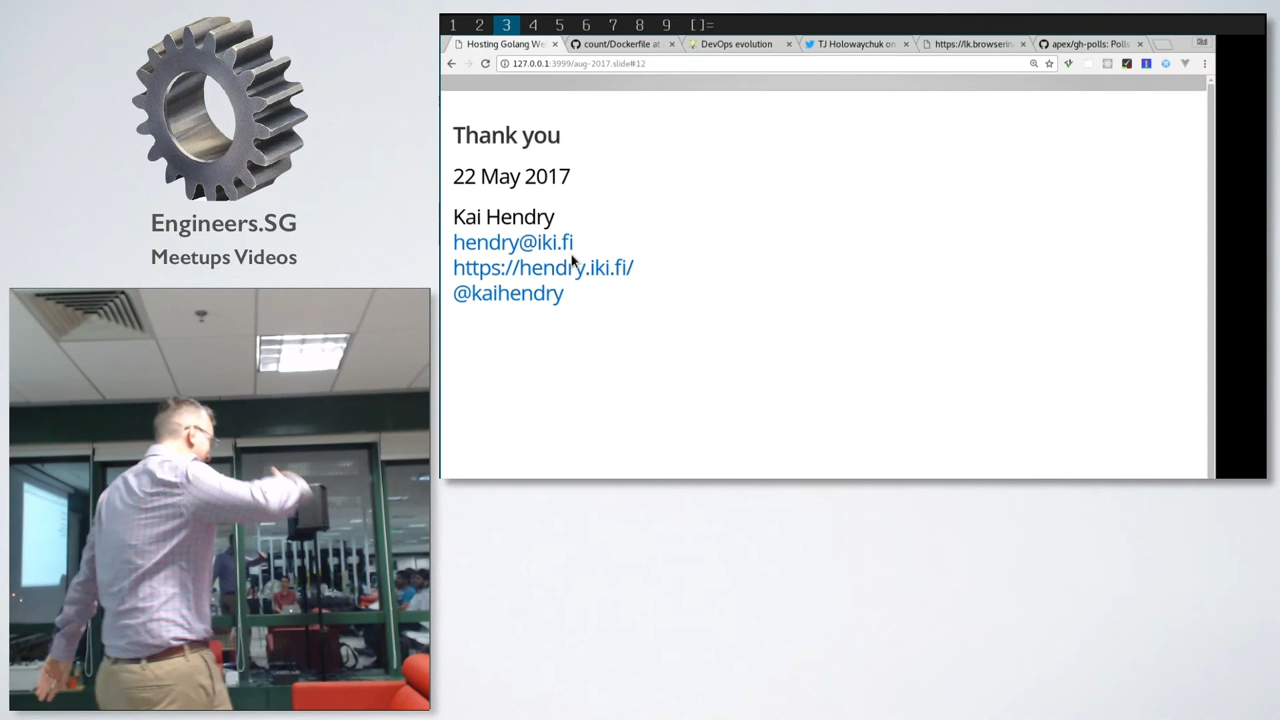 1 2 3 4 5 6 7 8 9 []=
Hosting Golang We
count/Dockerfile at
DevOps evolution
TJ Holowaychuk on
https://lk.browserin
apex/gh-polls: Polls
127.0.0.1:3999/aug-2017.slide#12
Thank you
22 May 2017
Kai Hendry
hendry@iki.fi
https://hendry.iki.fi/
@kaihendry
Engineers.SG
Meetups Videos